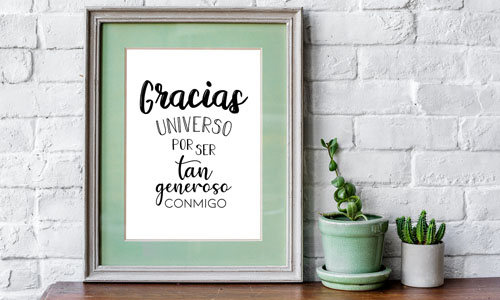 Gracias
UNIVERSO
POR SER
tan
generoso
CONMIGO